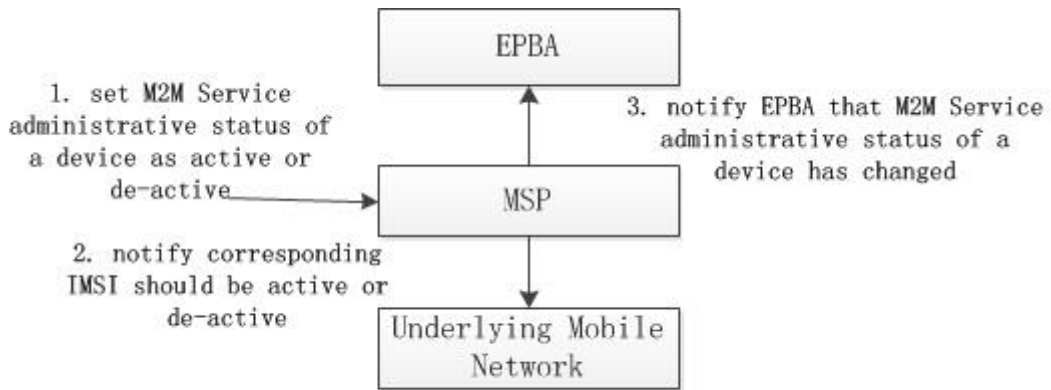 EPBA
1. set M2M Service
administrative status of
a device as active or
de-active
3. notify EPBA that M2M Service
administrative status of a
device has changed
MSP
2. notify corresponding
IMSI should be active or
de-active
Underlying Mobile
Network